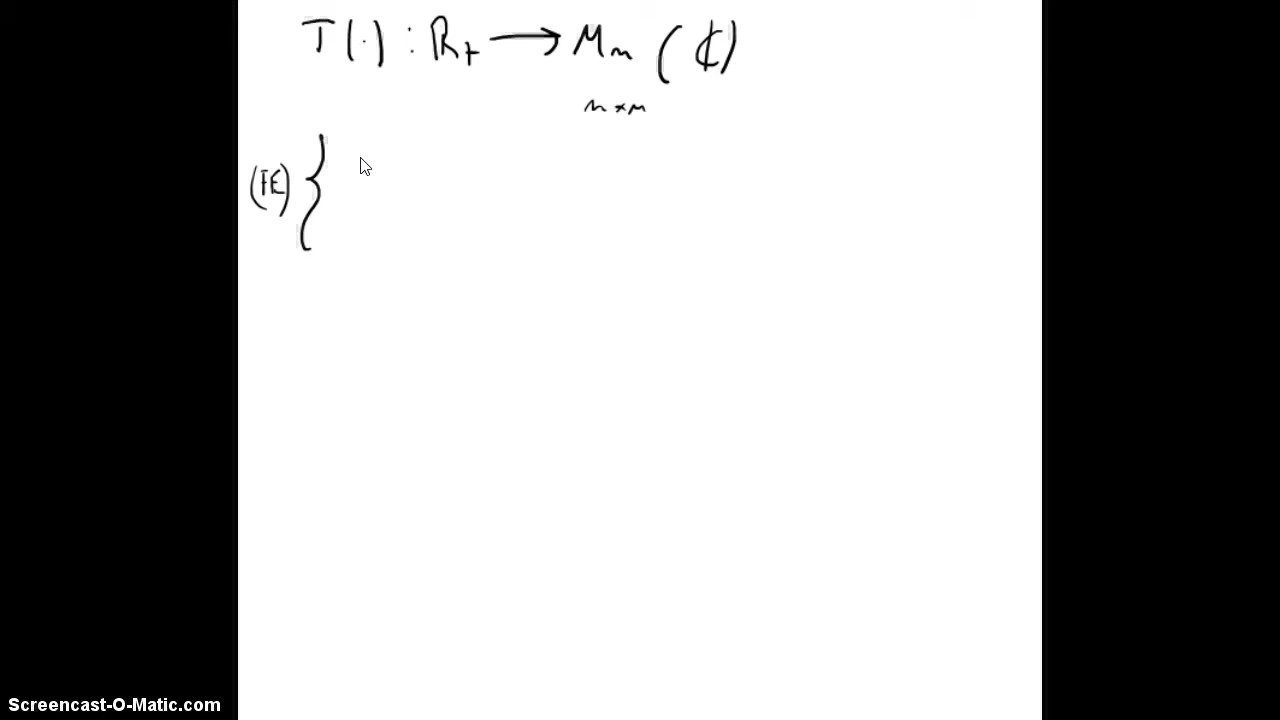 T(·) : ℝ₊ ⟶ Mₙ (ℂ)
n×n
(FE) {
Screencast-O-Matic.com